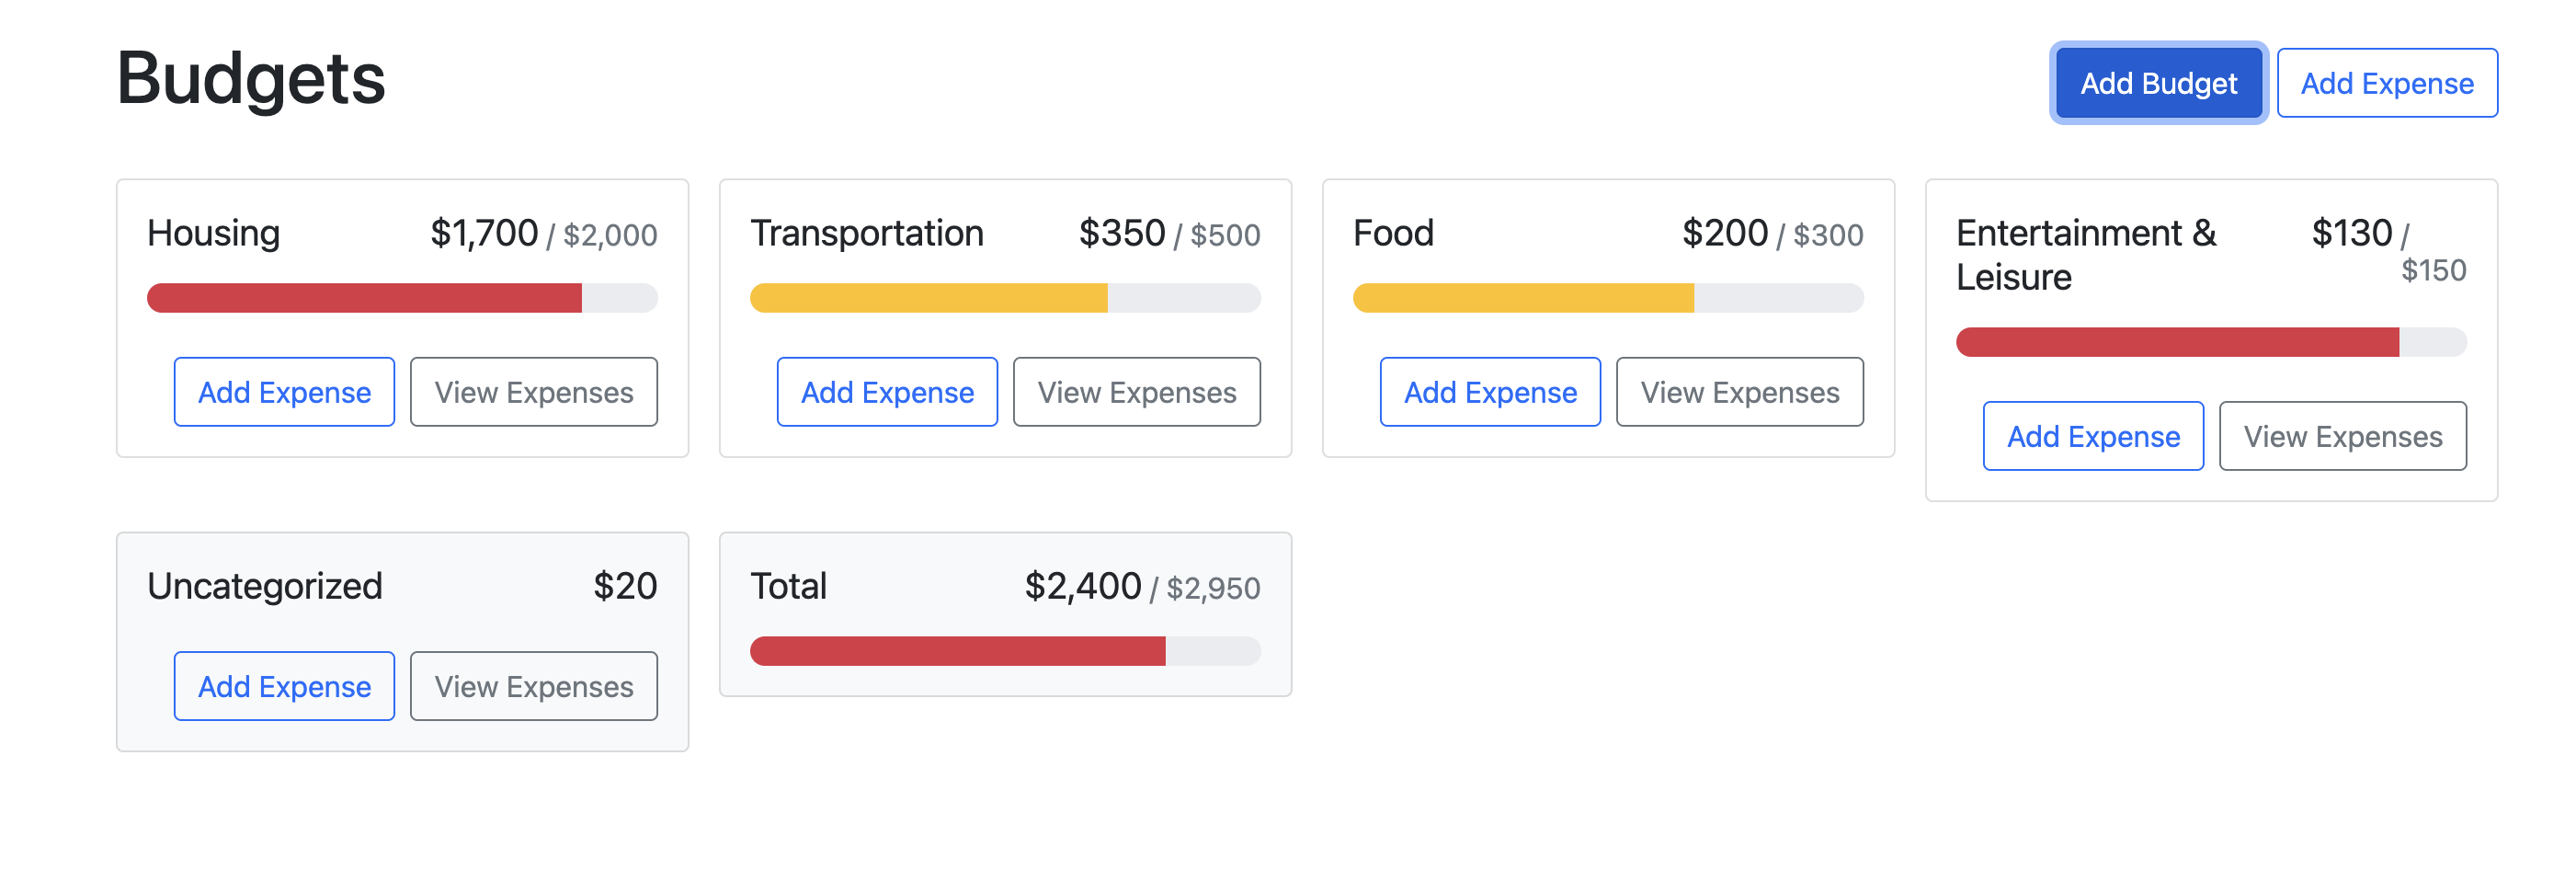 Budgets
Add Budget
Add Expense
Housing
$1,700 / $2,000
Add Expense
View Expenses
Transportation
$350 / $500
Add Expense
View Expenses
Food
$200 / $300
Add Expense
View Expenses
Entertainment &
Leisure
$130 /
$150
Add Expense
View Expenses
Uncategorized
$20
Add Expense
View Expenses
Total
$2,400 / $2,950